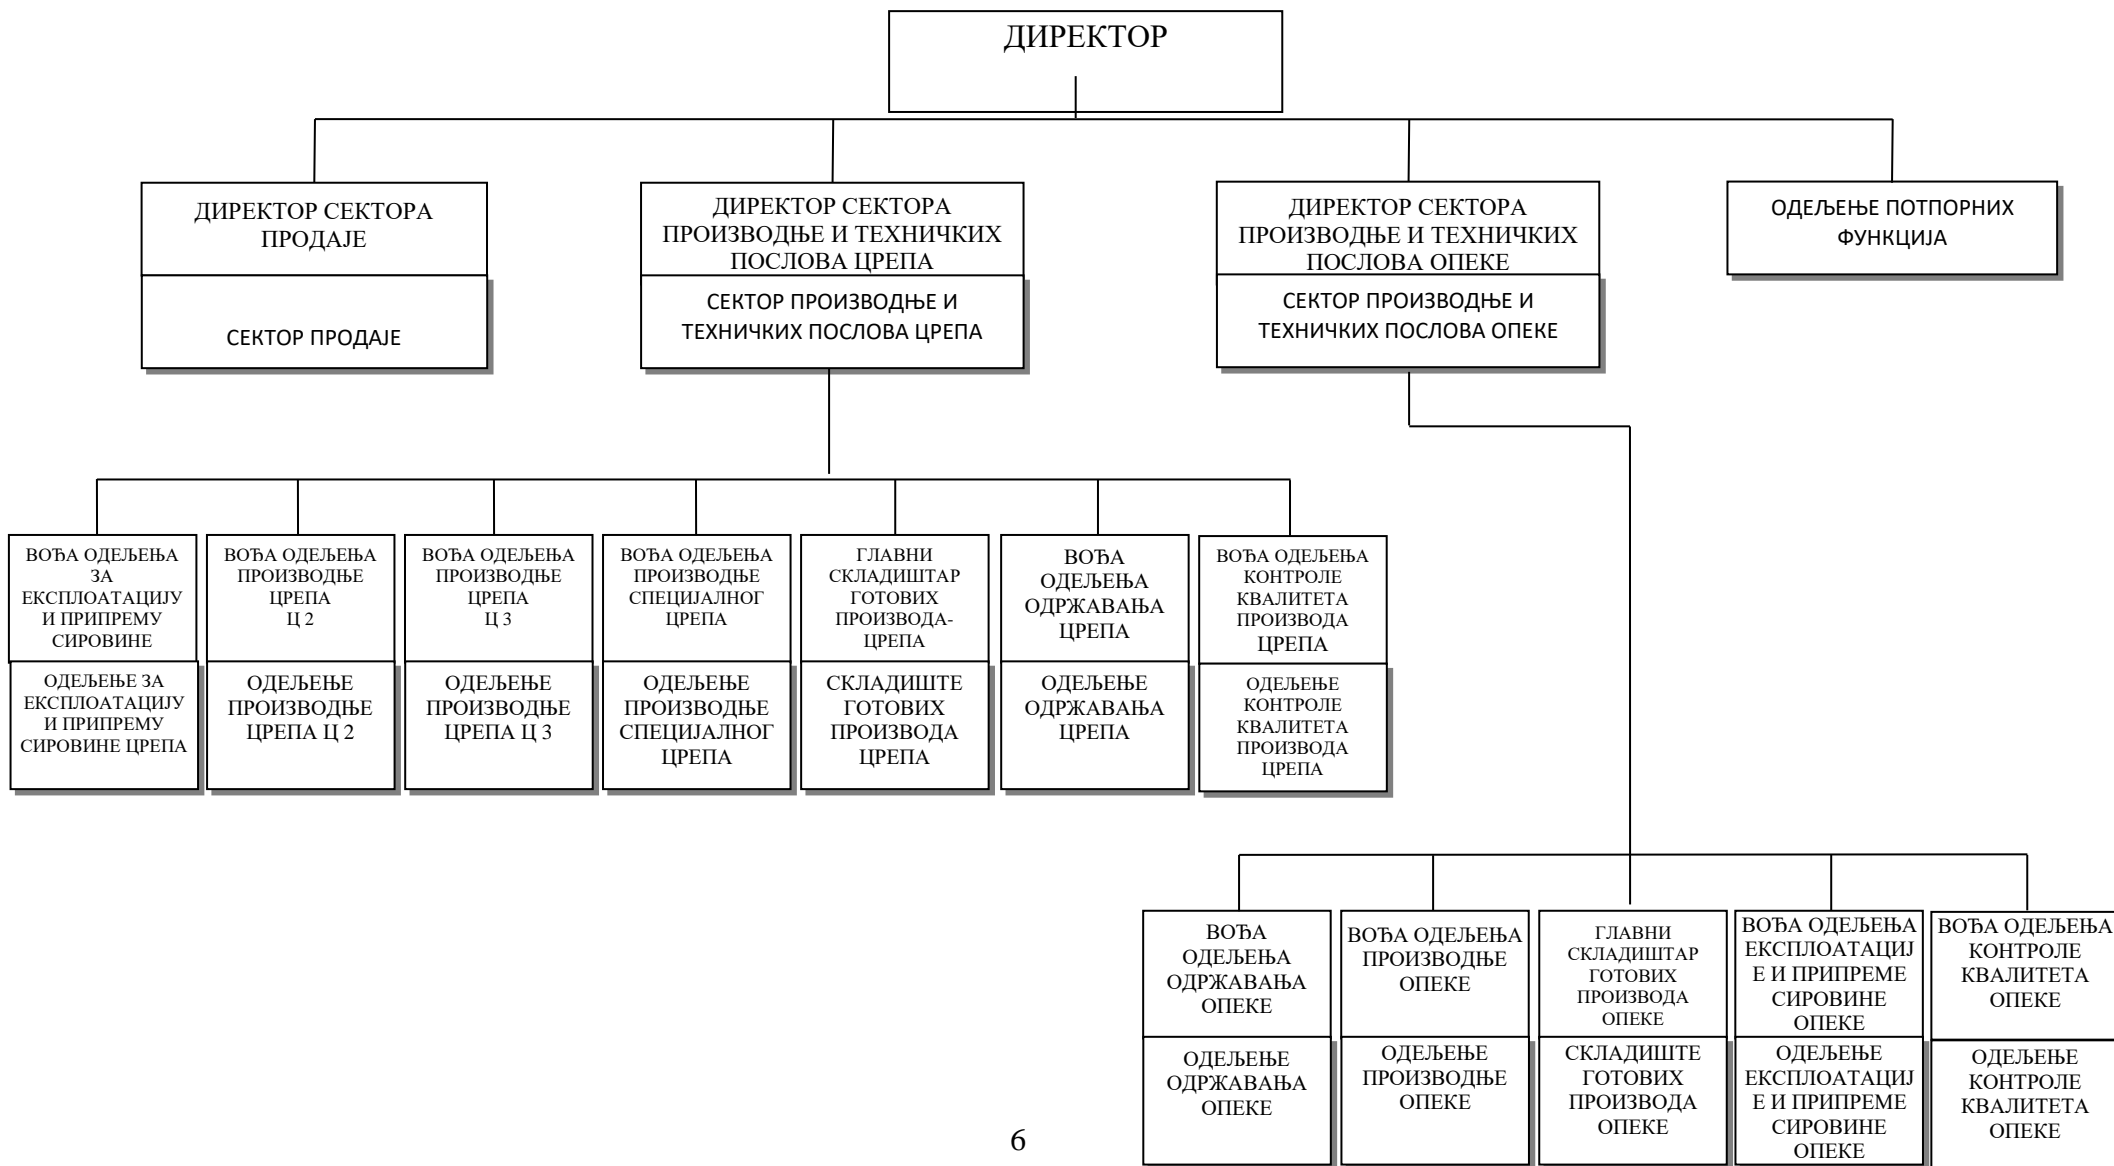 ДИРЕКТОР
ДИРЕКТОР СЕКТОРА
ПРОДАЈЕ
СЕКТОР ПРОДАЈЕ
ДИРЕКТОР СЕКТОРА
ПРОИЗВОДЊЕ И ТЕХНИЧКИХ
ПОСЛОВА ЦРЕПА
СЕКТОР ПРОИЗВОДЊЕ И
ТЕХНИЧКИХ ПОСЛОВА ЦРЕПА
ДИРЕКТОР СЕКТОРА
ПРОИЗВОДЊЕ И ТЕХНИЧКИХ
ПОСЛОВА ОПЕКЕ
СЕКТОР ПРОИЗВОДЊЕ И
ТЕХНИЧКИХ ПОСЛОВА ОПЕКЕ
ОДЕЉЕЊЕ ПОТПОРНИХ
ФУНКЦИЈА
ВОЂА ОДЕЉЕЊА
ЗА
ЕКСПЛОАТАЦИЈУ
И ПРИПРЕМУ
СИРОВИНЕ
ОДЕЉЕЊЕ ЗА
ЕКСПЛОАТАЦИЈУ
И ПРИПРЕМУ
СИРОВИНЕ ЦРЕПА
ВОЂА ОДЕЉЕЊА
ПРОИЗВОДЊЕ
ЦРЕПА
Ц 2
ОДЕЉЕЊЕ
ПРОИЗВОДЊЕ
ЦРЕПА Ц 2
ВОЂА ОДЕЉЕЊА
ПРОИЗВОДЊЕ
ЦРЕПА
Ц 3
ОДЕЉЕЊЕ
ПРОИЗВОДЊЕ
ЦРЕПА Ц 3
ВОЂА ОДЕЉЕЊА
ПРОИЗВОДЊЕ
СПЕЦИЈАЛНОГ
ЦРЕПА
ОДЕЉЕЊЕ
ПРОИЗВОДЊЕ
СПЕЦИЈАЛНОГ
ЦРЕПА
ГЛАВНИ
СКЛАДИШТАР
ГОТОВИХ
ПРОИЗВОДА-
ЦРЕПА
СКЛАДИШТЕ
ГОТОВИХ
ПРОИЗВОДА
ЦРЕПА
ВОЂА
ОДЕЉЕЊА
ОДРЖАВАЊА
ЦРЕПА
ОДЕЉЕЊЕ
ОДРЖАВАЊА
ЦРЕПА
ВОЂА ОДЕЉЕЊА
КОНТРОЛЕ
КВАЛИТЕТА
ПРОИЗВОДА
ЦРЕПА
ОДЕЉЕЊЕ
КОНТРОЛЕ
КВАЛИТЕТА
ПРОИЗВОДА
ЦРЕПА
ВОЂА
ОДЕЉЕЊА
ОДРЖАВАЊА
ОПЕКЕ
ОДЕЉЕЊЕ
ОДРЖАВАЊА
ОПЕКЕ
ВОЂА ОДЕЉЕЊА
ПРОИЗВОДЊЕ
ОПЕКЕ
ОДЕЉЕЊЕ
ПРОИЗВОДЊЕ
ОПЕКЕ
ГЛАВНИ
СКЛАДИШТАР
ГОТОВИХ
ПРОИЗВОДА
ОПЕКЕ
СКЛАДИШТЕ
ГОТОВИХ
ПРОИЗВОДА
ОПЕКЕ
ВОЂА ОДЕЉЕЊА
ЕКСПЛОАТАЦИЈ
Е И ПРИПРЕМЕ
СИРОВИНЕ
ОПЕКЕ
ОДЕЉЕЊЕ
ЕКСПЛОАТАЦИЈ
Е И ПРИПРЕМЕ
СИРОВИНЕ
ОПЕКЕ
ВОЂА ОДЕЉЕЊА
КОНТРОЛЕ
КВАЛИТЕТА
ОПЕКЕ
ОДЕЉЕЊЕ
КОНТРОЛЕ
КВАЛИТЕТА
ОПЕКЕ
6